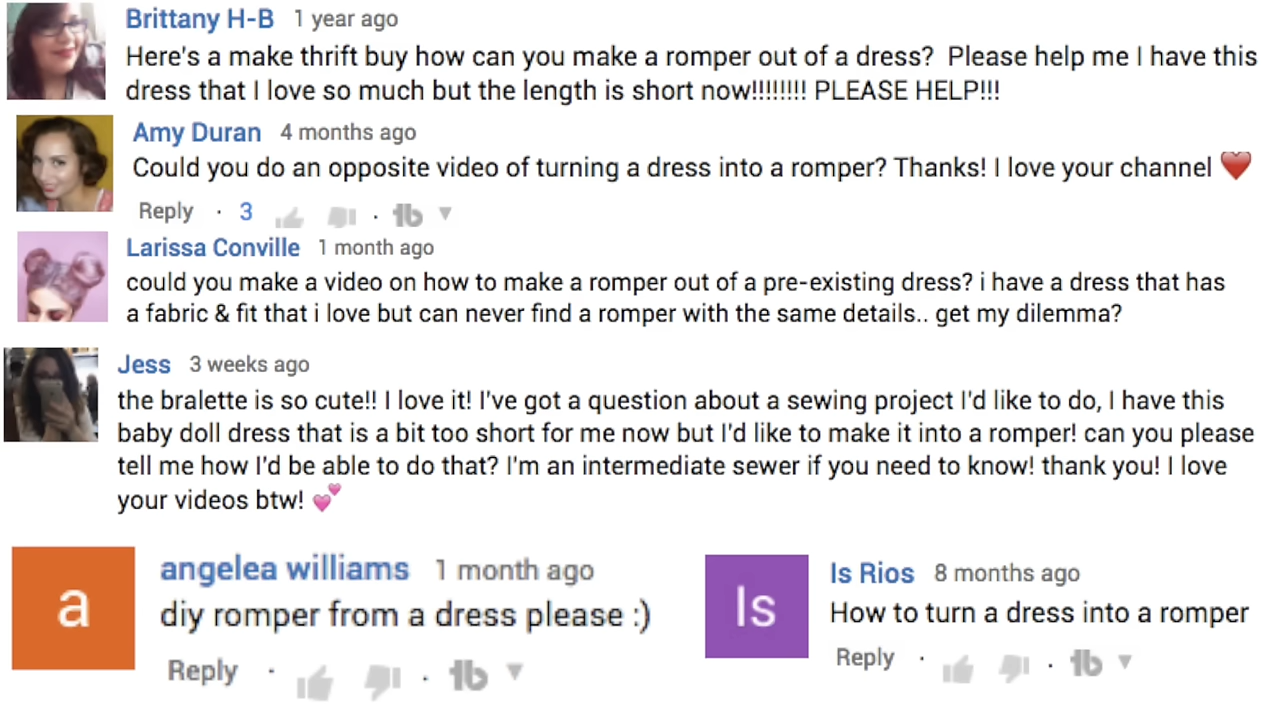 Brittany H-B 1 year ago
Here's a make thrift buy how can you make a romper out of a dress?  Please help me I have this
dress that I love so much but the length is short now!!!!!!!! PLEASE HELP!!!
Amy Duran 4 months ago
Could you do an opposite video of turning a dress into a romper? Thanks! I love your channel ❤️
Reply · 3 · tb
Larissa Conville 1 month ago
could you make a video on how to make a romper out of a pre-existing dress? i have a dress that has
a fabric & fit that i love but can never find a romper with the same details.. get my dilemma?
Jess 3 weeks ago
the bralette is so cute!! I love it! I've got a question about a sewing project I'd like to do, I have this
baby doll dress that is a bit too short for me now but I'd like to make it into a romper! can you please
tell me how I'd be able to do that? I'm an intermediate sewer if you need to know! thank you! I love
your videos btw! 💕
a
angelea williams 1 month ago
diy romper from a dress please :)
Reply · · tb
Is
Is Rios 8 months ago
How to turn a dress into a romper
Reply · · tb